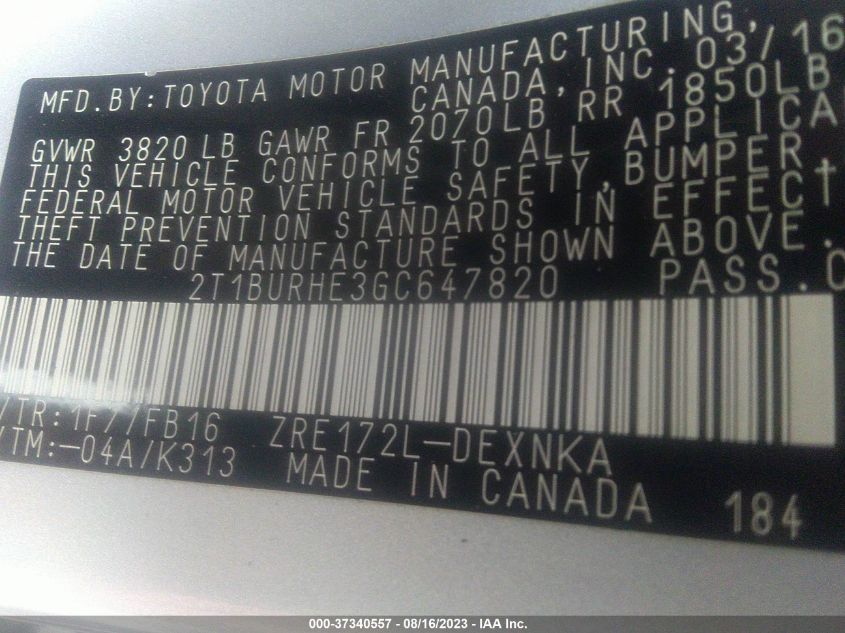 MFD.BY:TOYOTA MOTOR MANUFACTURING,
CANADA, INC. 03/16
GVWR 3820 LB GAWR FR 2070LB RR 1850LB
THIS VEHICLE CONFORMS TO ALL APPLICA
FEDERAL MOTOR VEHICLE SAFETY, BUMPER,
THEFT PREVENTION STANDARDS IN EFFECT
THE DATE OF MANUFACTURE SHOWN ABOVE.
2T1BURHE3GC647820 PASS.C
/TR:1F7/FB16 ZRE172L-DEXNKA
/TM:-04A/K313 MADE IN CANADA 184
000-37340557 - 08/16/2023 - IAA Inc.